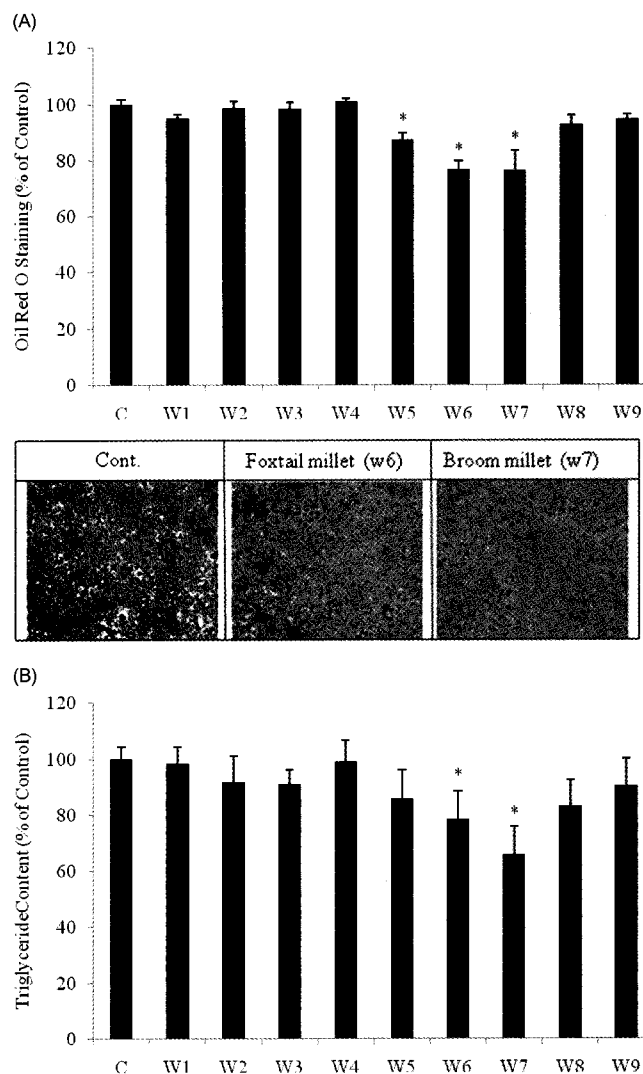 (A)
Oil Red O Staining (% of Control)
120
100
80
60
40
20
0
* * *
C W1 W2 W3 W4 W5 W6 W7 W8 W9
Cont. Foxtail millet (w6) Broom millet (w7)
(B)
TriglycerideContent (% of Control)
120
100
80
60
40
20
0
* *
C W1 W2 W3 W4 W5 W6 W7 W8 W9